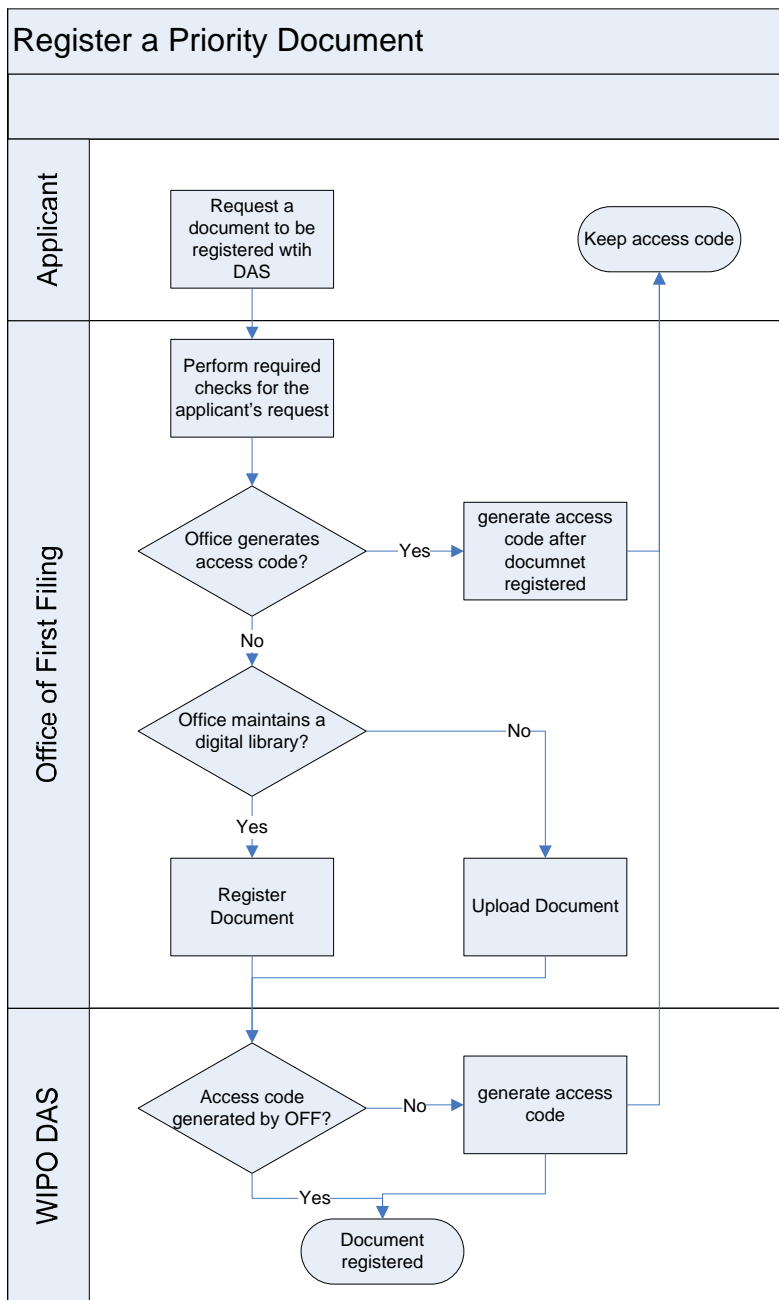 Register a Priority Document
Applicant
Request a
document to be
registered wtih
DAS
Keep access code
Office of First Filing
Perform required
checks for the
applicant's request
Office generates
access code?
Yes
generate access
code after
documnet
registered
No
Office maintains a
digital library?
No
Yes
Register
Document
Upload Document
WIPO DAS
Access code
generated by OFF?
No
generate access
code
Yes
Document
registered